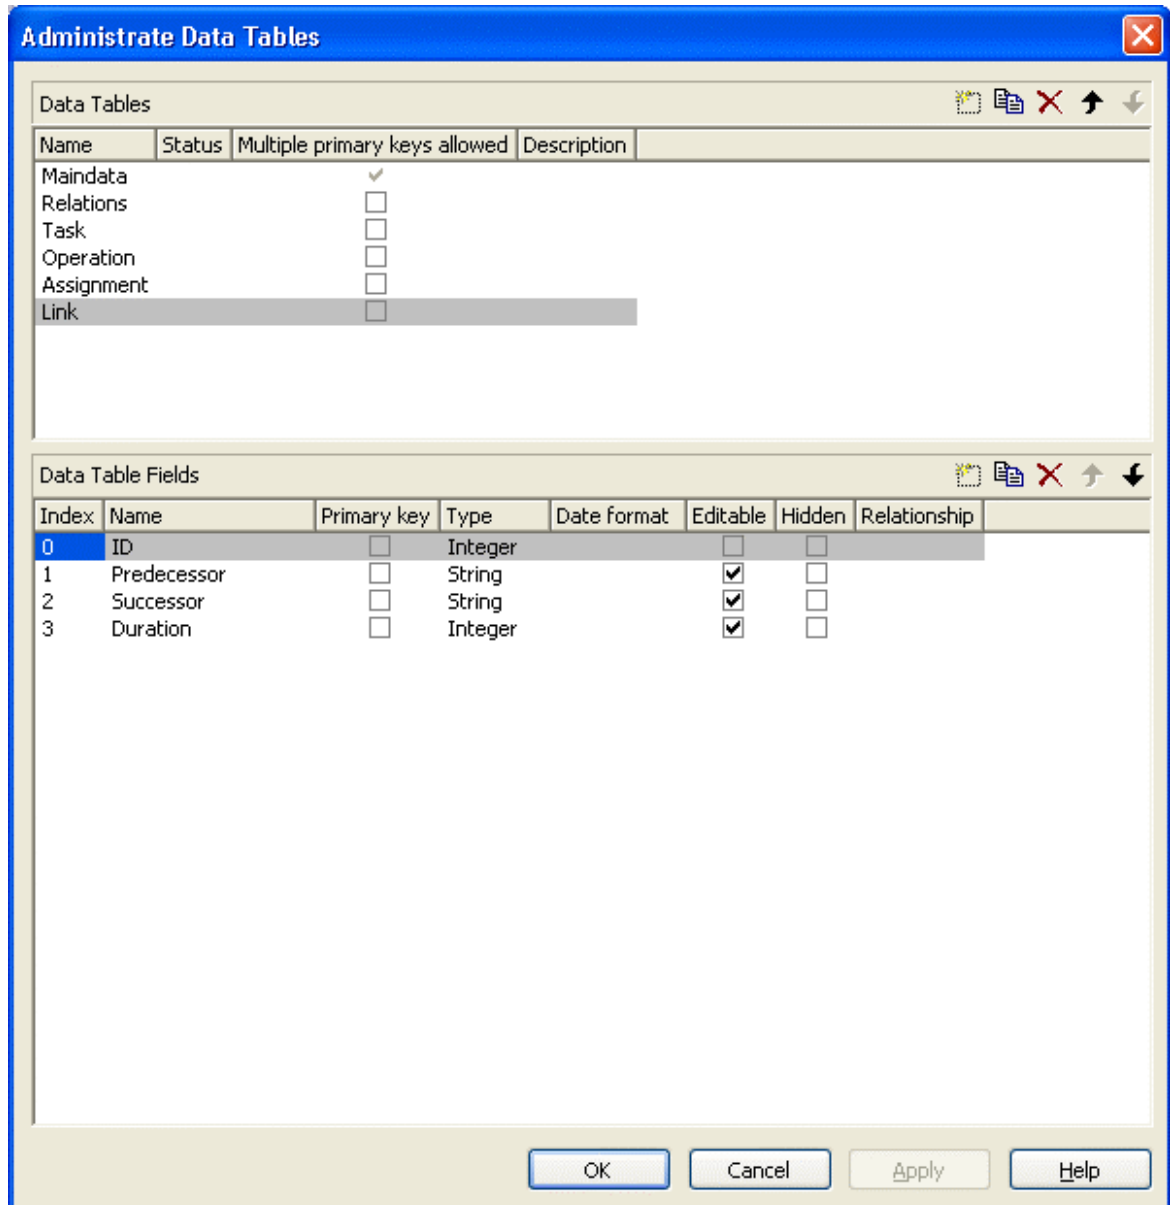 Administrate Data Tables
Data Tables
Name Status Multiple primary keys allowed Description
Maindata
Relations
Task
Operation
Assignment
Link
Data Table Fields
Index Name Primary key Type Date format Editable Hidden Relationship
0 ID Integer
1 Predecessor String
2 Successor String
3 Duration Integer
OK Cancel Apply Help